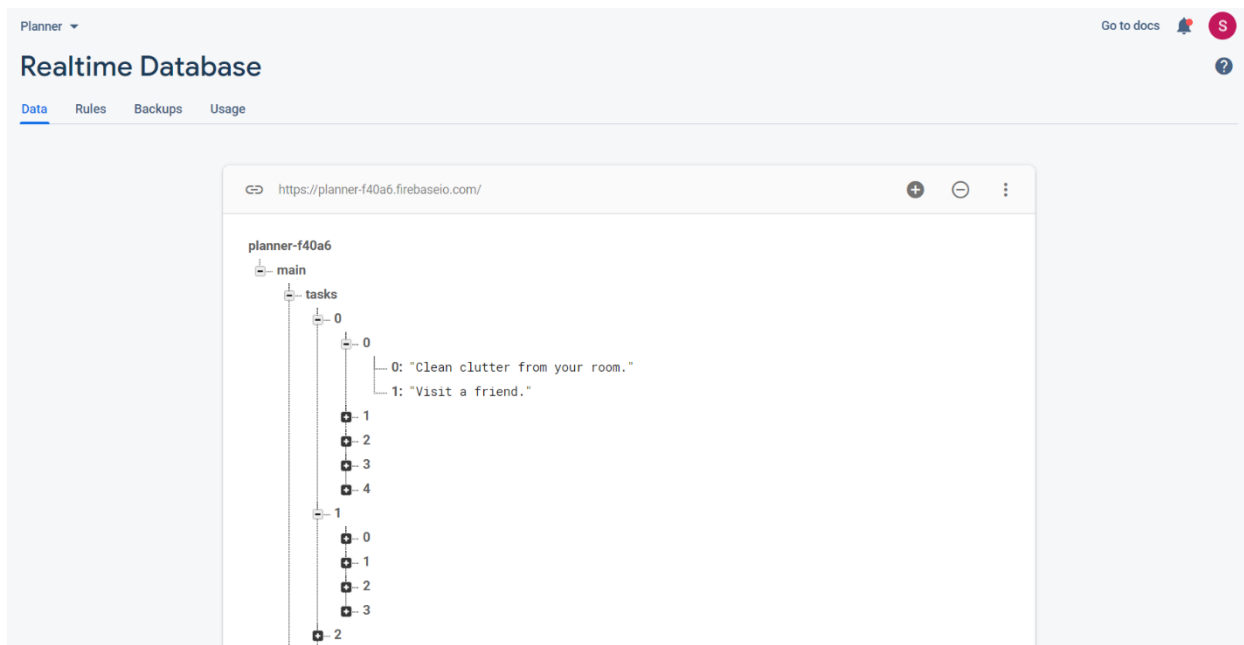 Planner
Go to docs
S
Realtime Database
?
Data Rules Backups Usage
https://planner-f40a6.firebaseio.com/
planner-f40a6
main
tasks
0
0
0: "Clean clutter from your room."
1: "Visit a friend."
1
2
3
4
1
0
1
2
3
2